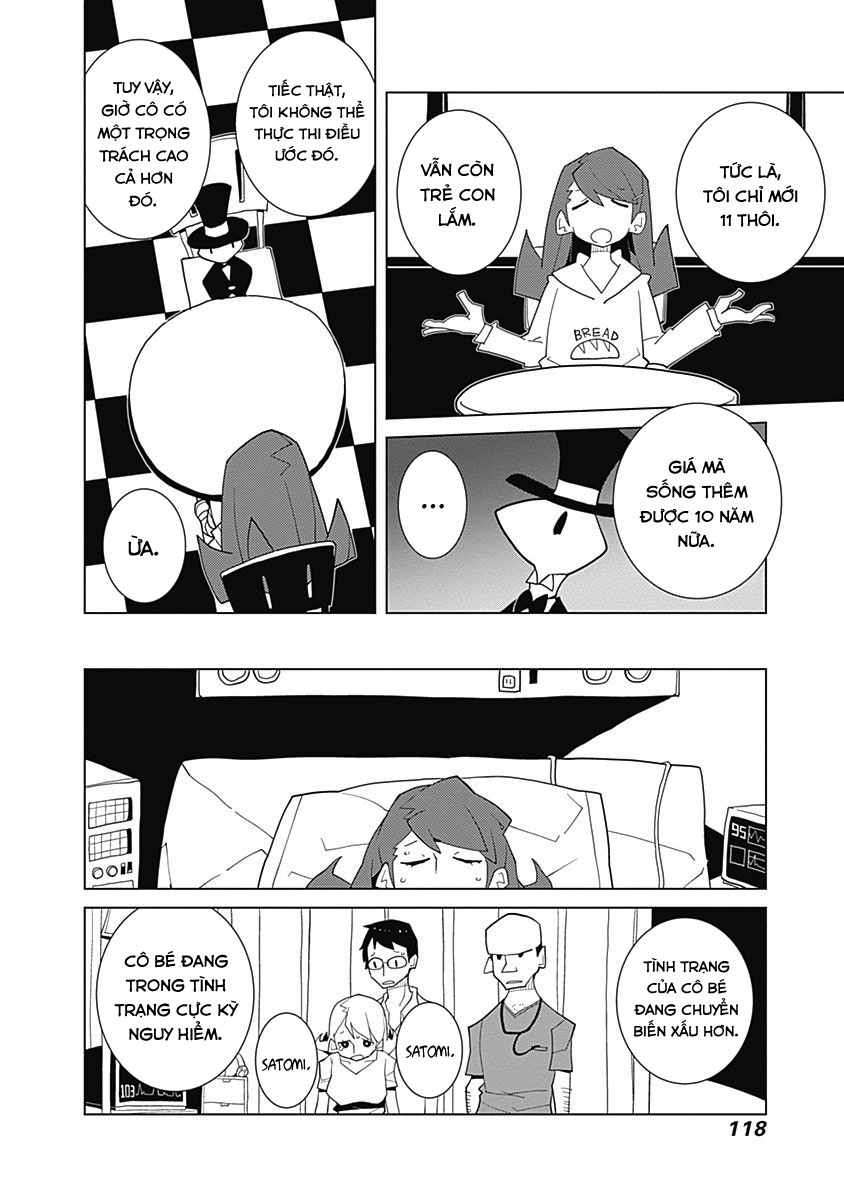 TỨC LÀ,
TÔI CHỈ MỚI
11 THÔI.
VẪN CÒN
TRẺ CON
LẮM.
BREAD
GIÁ MÀ
SỐNG THÊM
ĐƯỢC 10 NĂM
NỮA.
...
TIẾC THẬT,
TÔI KHÔNG THỂ
THỰC THI ĐIỀU
ƯỚC ĐÓ.
TUY VẬY,
GIỜ CÔ CÓ
MỘT TRỌNG
TRÁCH CAO
CẢ HƠN
ĐÓ.
ỪA.
95
TÌNH TRẠNG
CỦA CÔ BÉ
ĐANG CHUYỂN
BIẾN XẤU HƠN.
SATOMI.
SATOMI.
CÔ BÉ ĐANG
TRONG TÌNH
TRẠNG CỰC KỲ
NGUY HIỂM.
103
118